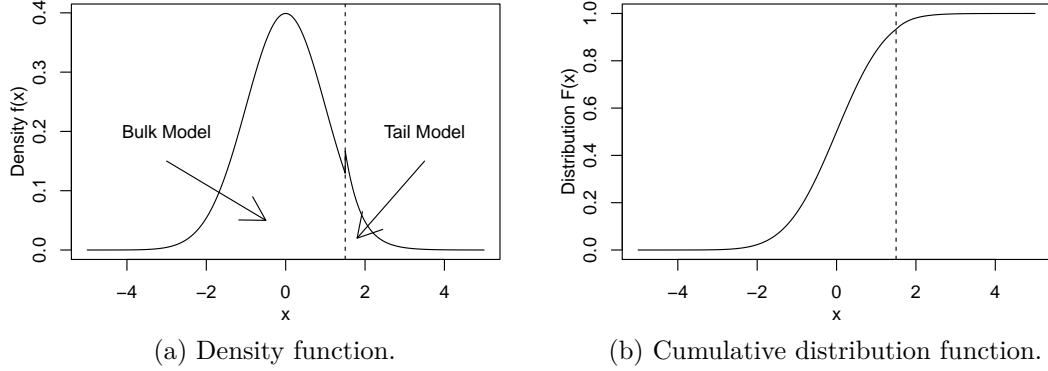 Density f(x)
0.0
0.1
0.2
0.3
0.4
Bulk Model
Tail Model
−4
−2
0
2
4
x
(a) Density function.
Distribution F(x)
0.0
0.2
0.4
0.6
0.8
1.0
−4
−2
0
2
4
x
(b) Cumulative distribution function.